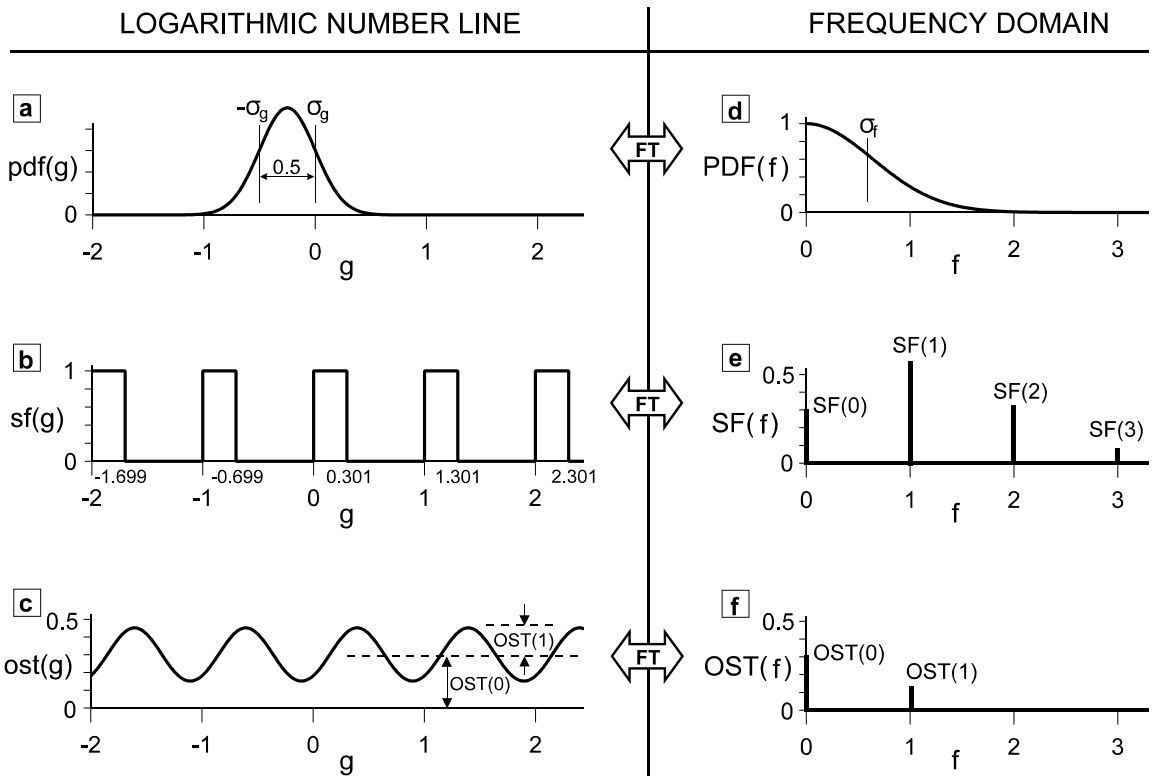 LOGARITHMIC NUMBER LINE
FREQUENCY DOMAIN
a
-σg
σg
0.5
pdf(g)
0
-2
-1
0
1
2
g
FT
d
1
σf
PDF(f)
0
0
1
2
3
f
b
1
sf(g)
0
-1.699
-0.699
0.301
1.301
2.301
-2
-1
0
1
2
g
FT
e
0.5
SF(0)
SF(1)
SF(2)
SF(3)
SF(f)
0
0
1
2
3
f
c
0.5
OST(1)
ost(g)
OST(0)
0
-2
-1
0
1
2
g
FT
f
0.5
OST(0)
OST(1)
OST(f)
0
0
1
2
3
f